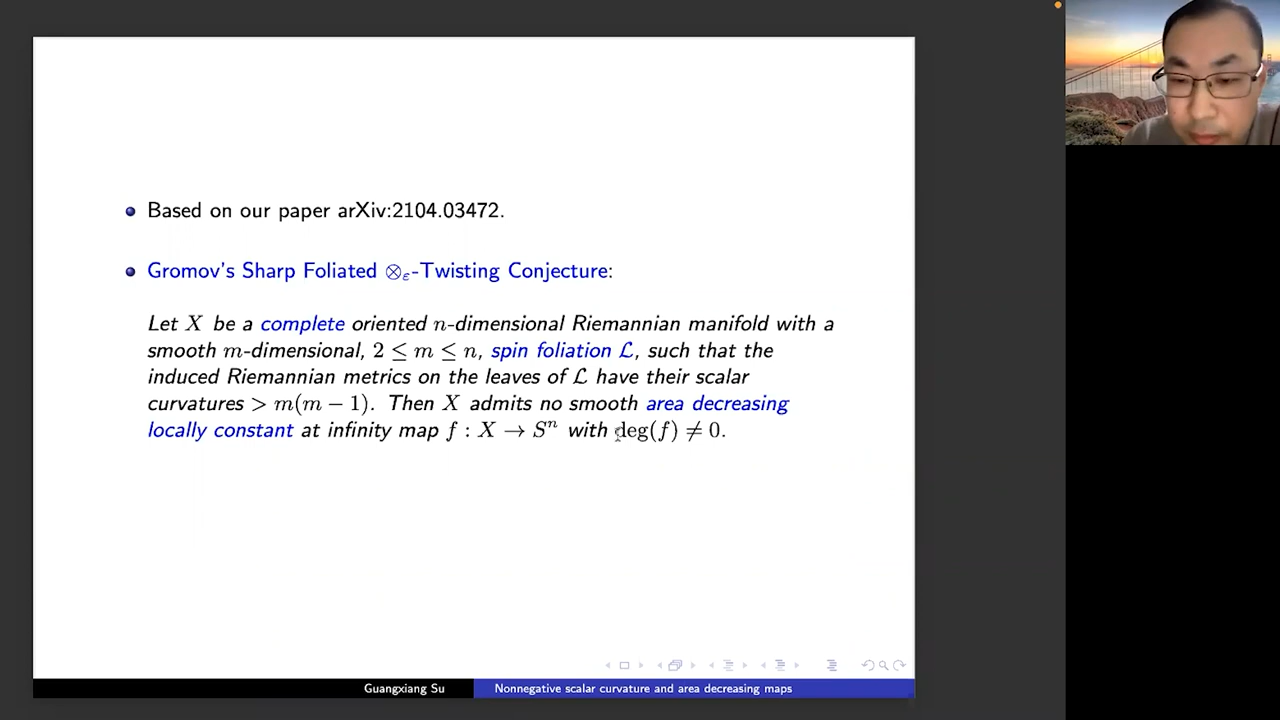 Based on our paper arXiv:2104.03472.
Gromov's Sharp Foliated ⊗ε-Twisting Conjecture:
Let X be a complete oriented n-dimensional Riemannian manifold with a
smooth m-dimensional, 2 ≤ m ≤ n, spin foliation ℒ, such that the
induced Riemannian metrics on the leaves of ℒ have their scalar
curvatures > m(m − 1). Then X admits no smooth area decreasing
locally constant at infinity map f : X → Sⁿ with deg(f) ≠ 0.
Guangxiang Su
Nonnegative scalar curvature and area decreasing maps